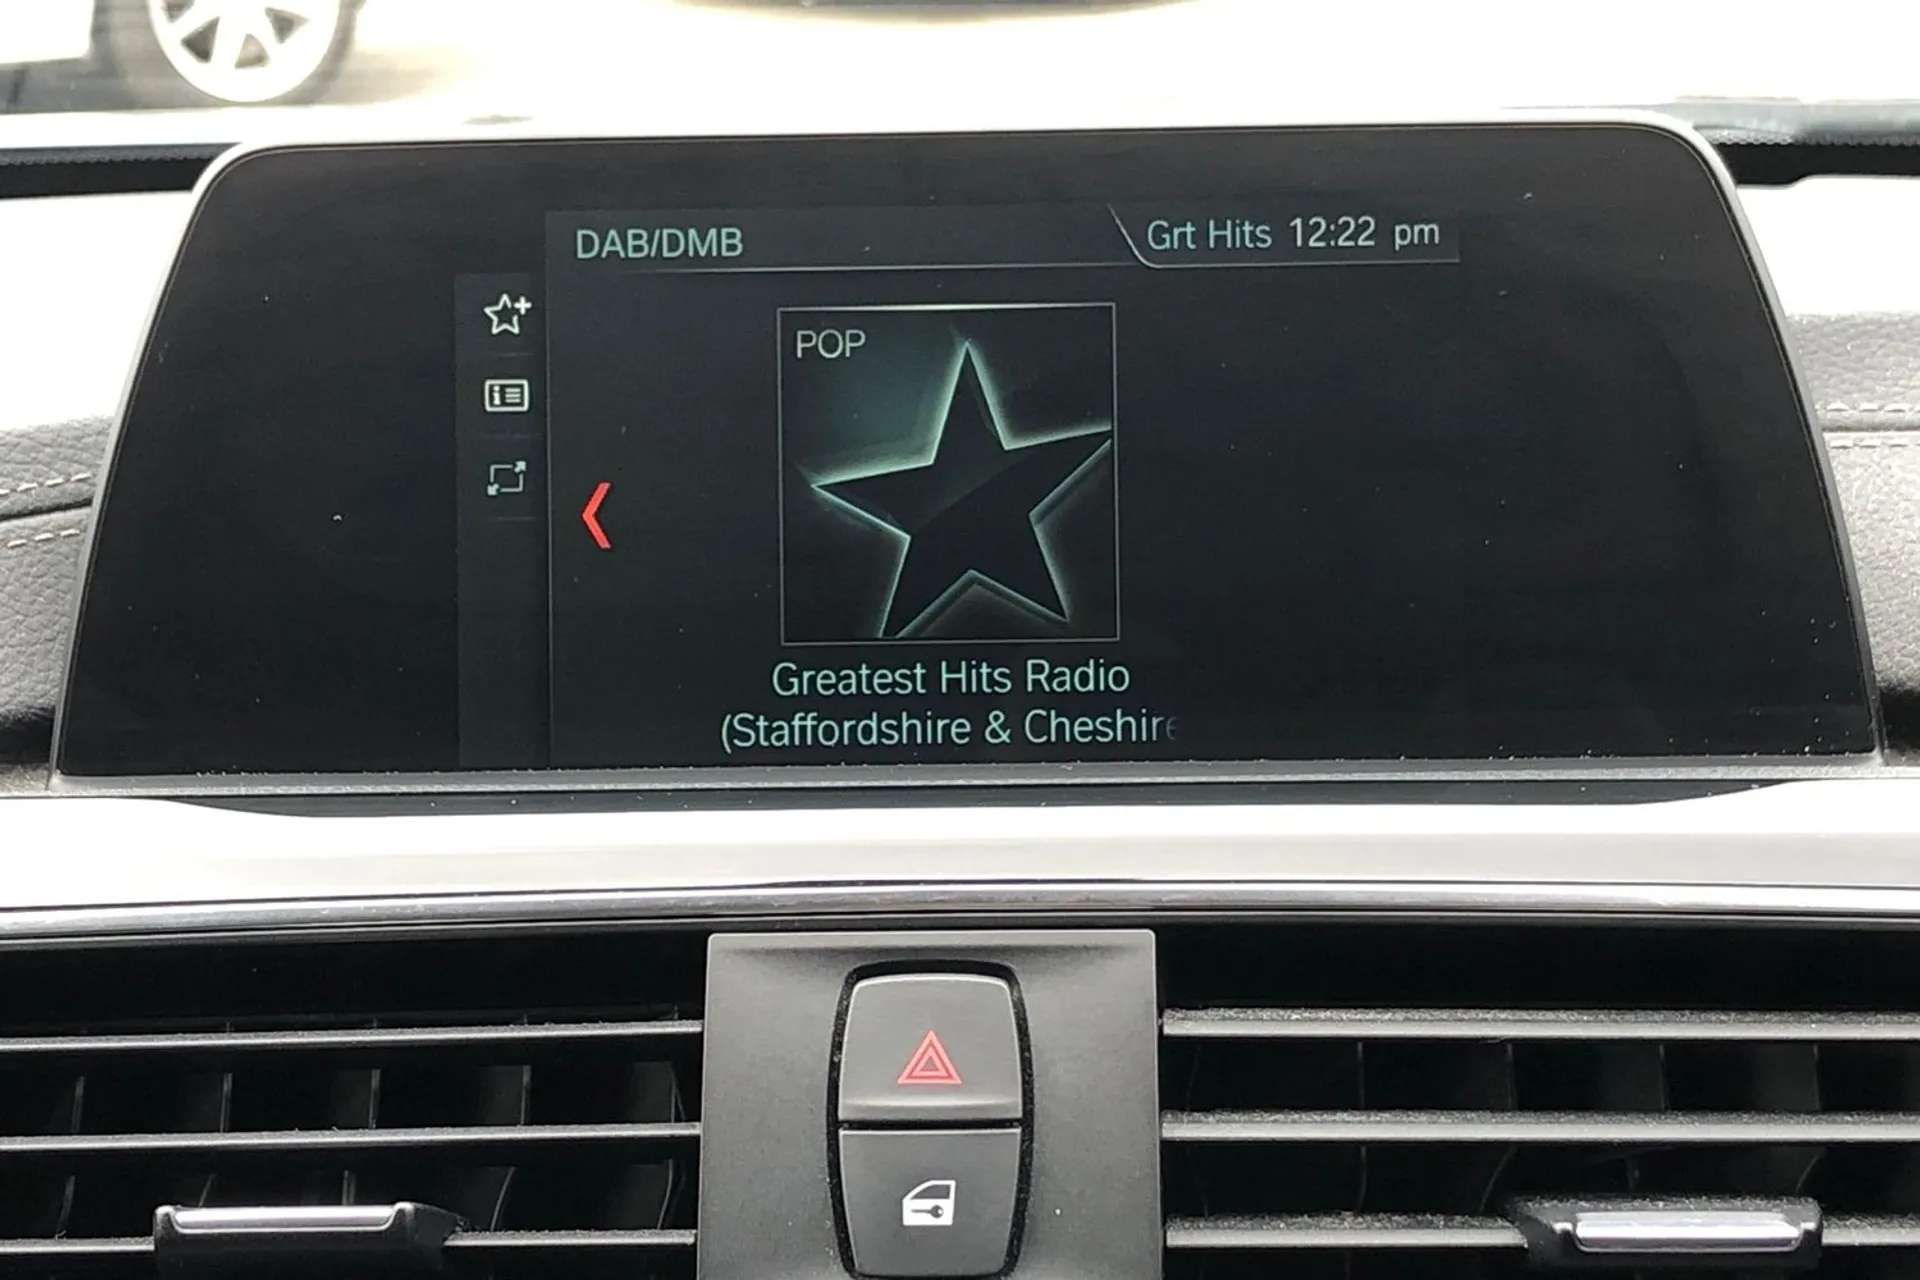 DAB/DMB
Grt Hits 12:22 pm
POP
Greatest Hits Radio
(Staffordshire & Cheshire